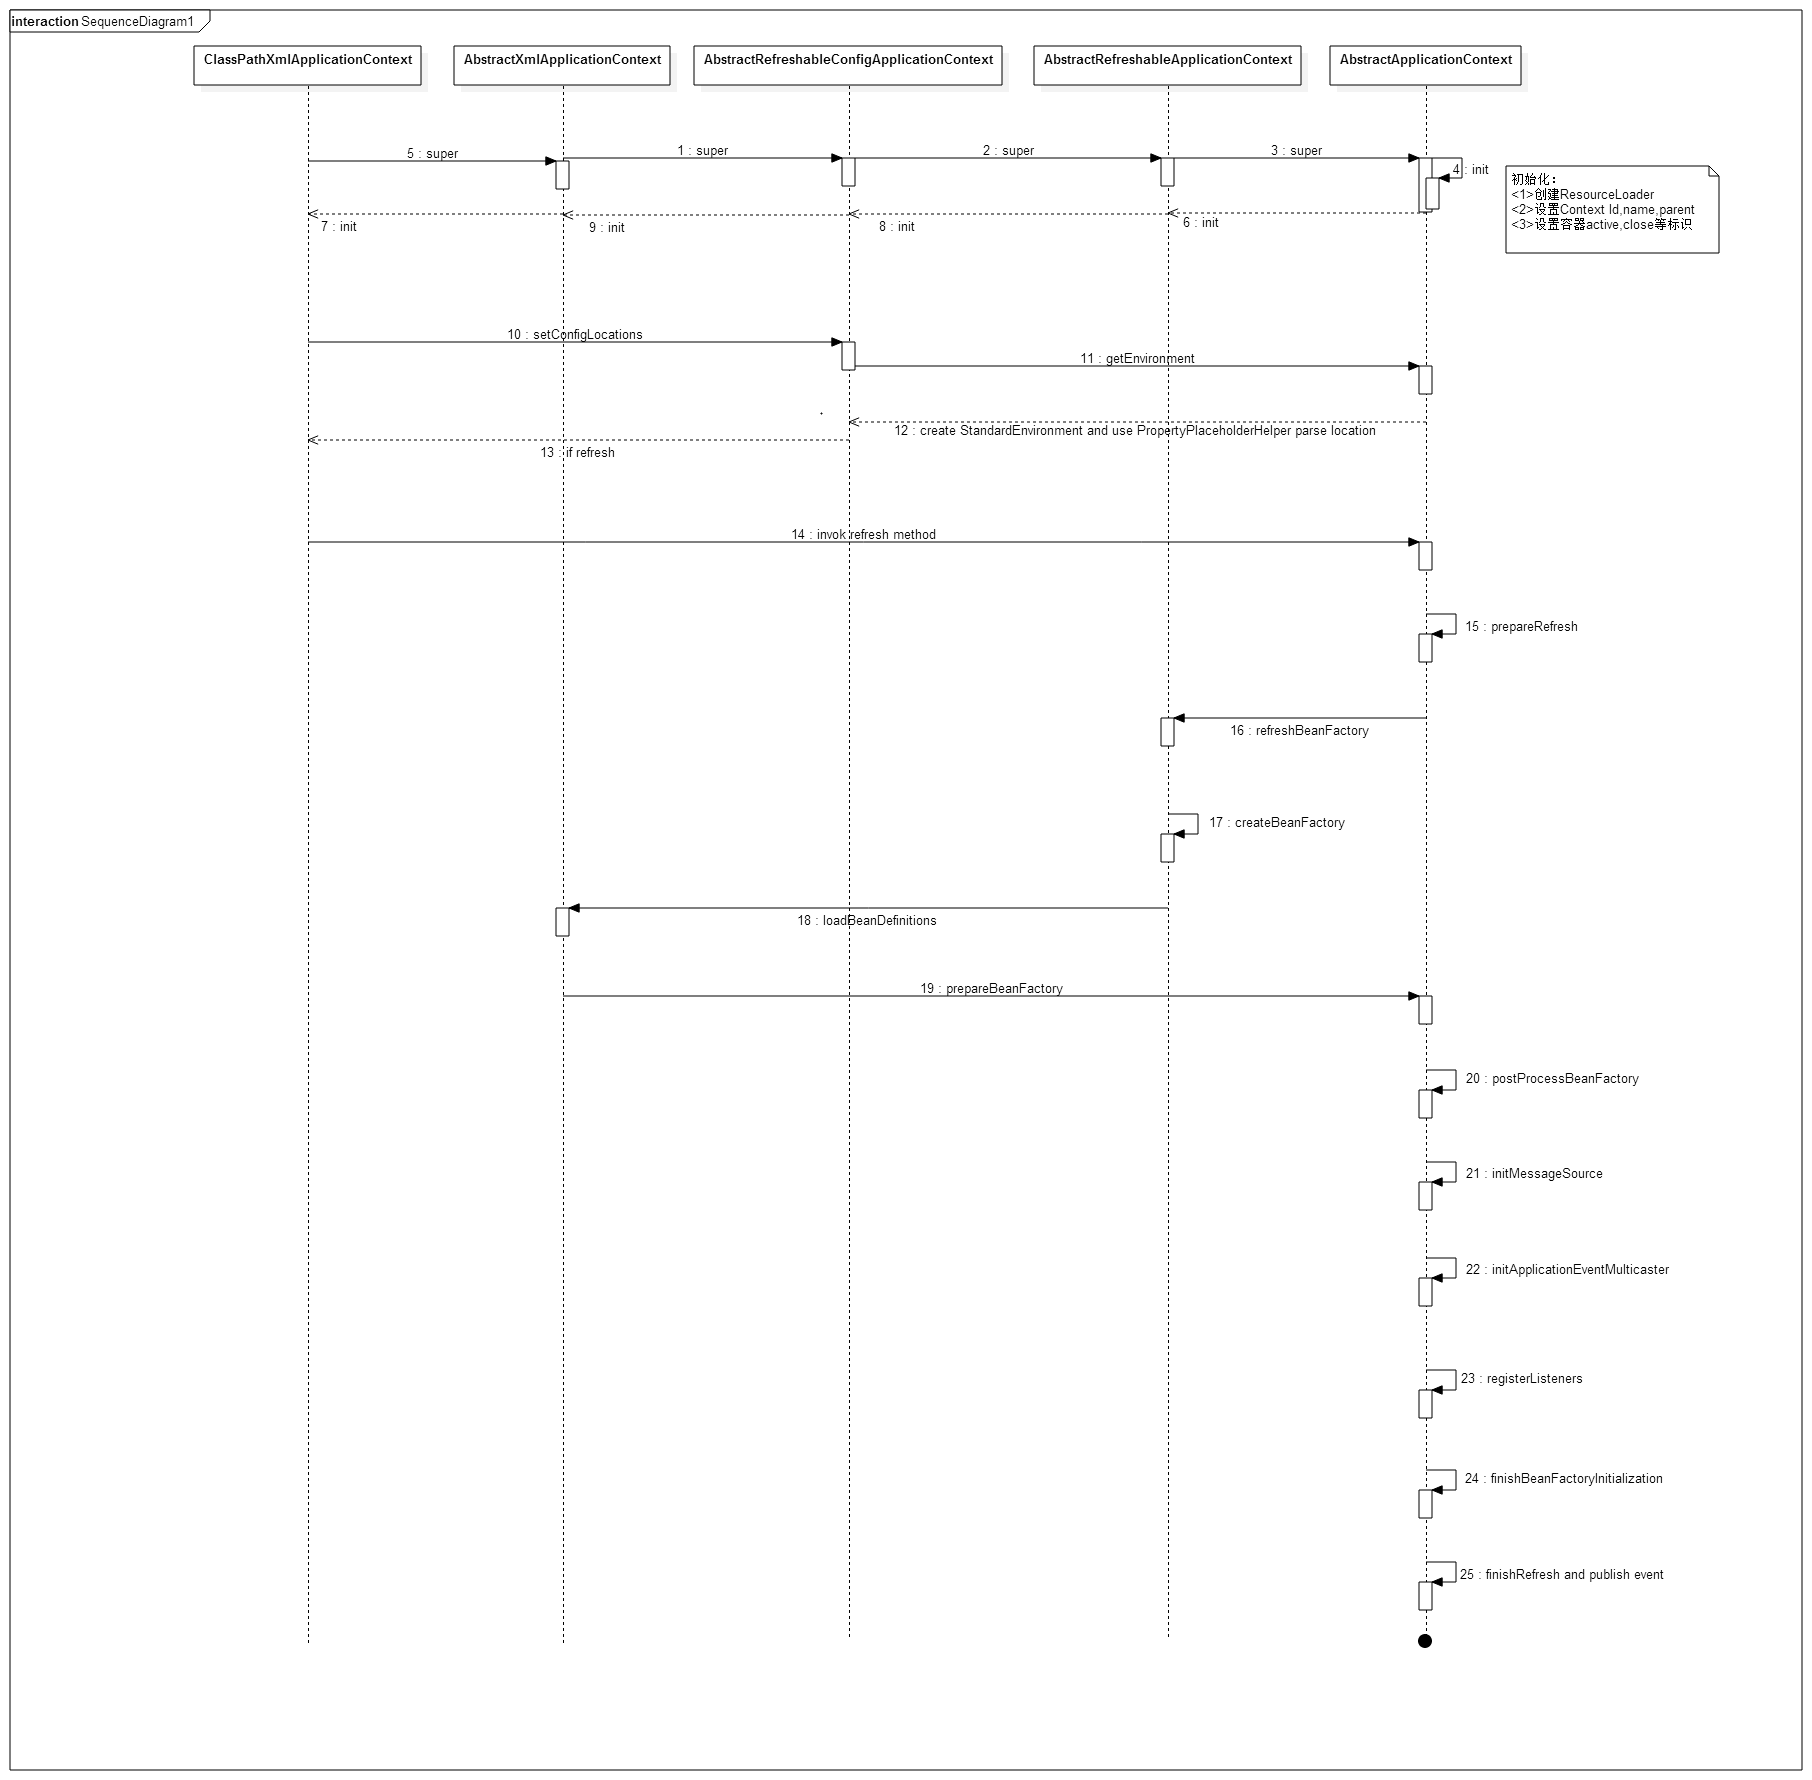 interaction SequenceDiagram1
ClassPathXmlApplicationContext
AbstractXmlApplicationContext
AbstractRefreshableConfigApplicationContext
AbstractRefreshableApplicationContext
AbstractApplicationContext
5 : super
1 : super
2 : super
3 : super
4 : init
初始化：
<1>创建ResourceLoader
<2>设置Context Id,name,parent
<3>设置容器active,close等标识
7 : init
9 : init
8 : init
6 : init
10 : setConfigLocations
11 : getEnvironment
12 : create StandardEnvironment and use PropertyPlaceholderHelper parse location
13 : if refresh
14 : invok refresh method
15 : prepareRefresh
16 : refreshBeanFactory
17 : createBeanFactory
18 : loadBeanDefinitions
19 : prepareBeanFactory
20 : postProcessBeanFactory
21 : initMessageSource
22 : initApplicationEventMulticaster
23 : registerListeners
24 : finishBeanFactoryInitialization
25 : finishRefresh and publish event